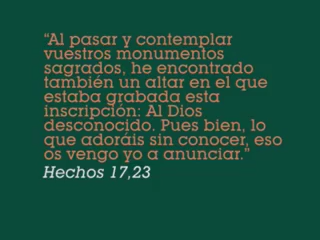 "Al pasar y contemplar
vuestros monumentos
sagrados, he encontrado
también un altar en el que
estaba grabada esta
inscripción: Al Dios
desconocido. Pues bien, lo
que adoráis sin conocer, eso
os vengo yo a anunciar."
Hechos 17,23